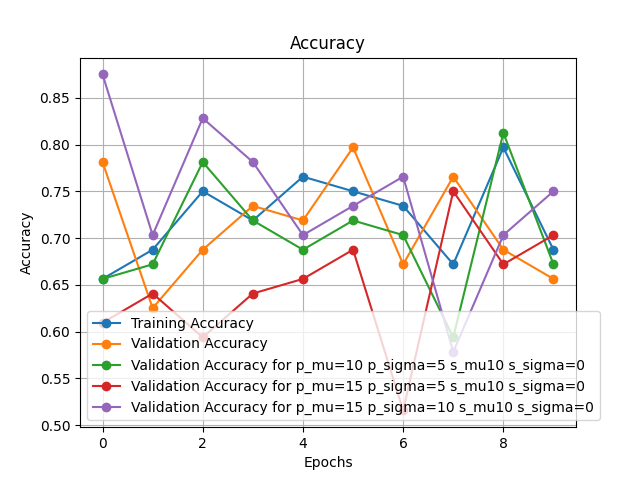 Accuracy
0.85
0.80
0.75
0.70
0.65
0.60
0.55
0.50
Accuracy
Training Accuracy
Validation Accuracy
Validation Accuracy for p_mu=10 p_sigma=5 s_mu10 s_sigma=0
Validation Accuracy for p_mu=15 p_sigma=5 s_mu10 s_sigma=0
Validation Accuracy for p_mu=15 p_sigma=10 s_mu10 s_sigma=0
0 2 4 6 8
Epochs